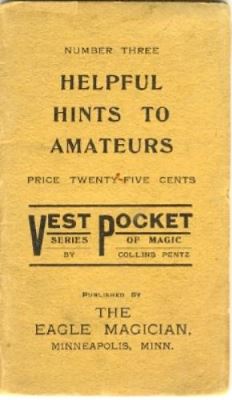 NUMBER THREE
HELPFUL
HINTS TO
AMATEURS
PRICE TWENTY-FIVE CENTS
VEST POCKET
SERIES OF MAGIC
BY COLLINS PENTZ
PUBLISHED BY
THE
EAGLE MAGICIAN,
MINNEAPOLIS, MINN.